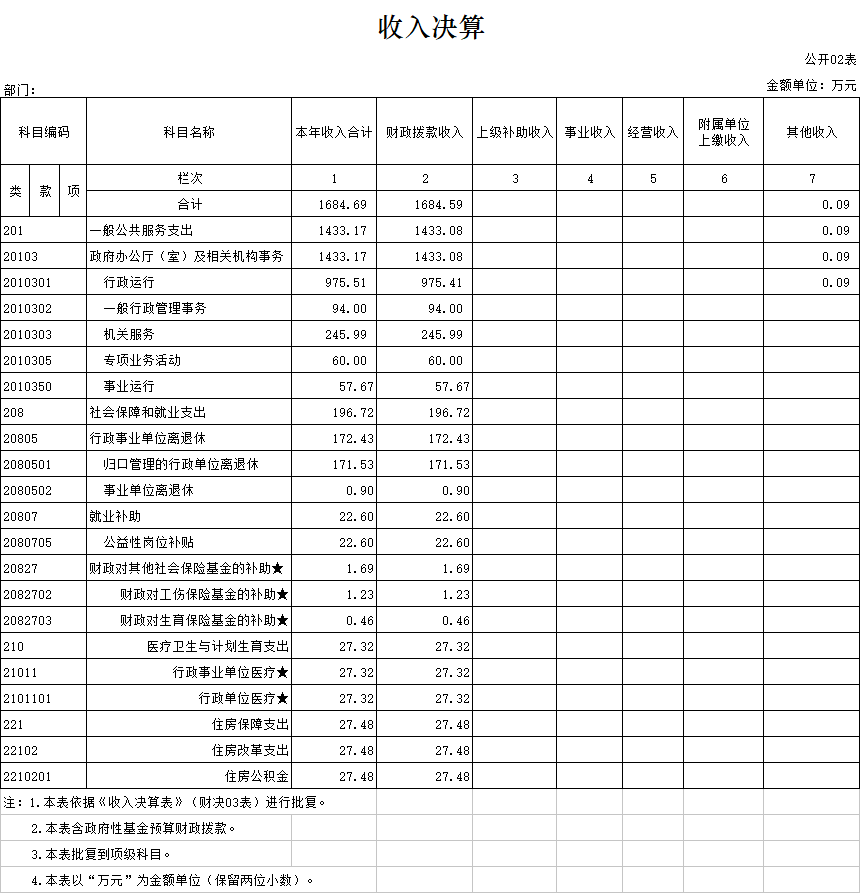 收入决算
公开02表
部门： 金额单位：万元
科目编码 科目名称 本年收入合计 财政拨款收入 上级补助收入 事业收入 经营收入 附属单位上缴收入 其他收入
类 款 项 栏次 1 2 3 4 5 6 7
合计 1684.69 1684.59 0.09
201 一般公共服务支出 1433.17 1433.08 0.09
20103 政府办公厅（室）及相关机构事务 1433.17 1433.08 0.09
2010301 行政运行 975.51 975.41 0.09
2010302 一般行政管理事务 94.00 94.00
2010303 机关服务 245.99 245.99
2010305 专项业务活动 60.00 60.00
2010350 事业运行 57.67 57.67
208 社会保障和就业支出 196.72 196.72
20805 行政事业单位离退休 172.43 172.43
2080501 归口管理的行政单位离退休 171.53 171.53
2080502 事业单位离退休 0.90 0.90
20807 就业补助 22.60 22.60
2080705 公益性岗位补贴 22.60 22.60
20827 财政对其他社会保险基金的补助★ 1.69 1.69
2082702 财政对工伤保险基金的补助★ 1.23 1.23
2082703 财政对生育保险基金的补助★ 0.46 0.46
210 医疗卫生与计划生育支出 27.32 27.32
21011 行政事业单位医疗★ 27.32 27.32
2101101 行政单位医疗★ 27.32 27.32
221 住房保障支出 27.48 27.48
22102 住房改革支出 27.48 27.48
2210201 住房公积金 27.48 27.48
注：1.本表依据《收入决算表》（财决03表）进行批复。
2.本表含政府性基金预算财政拨款。
3.本表批复到项级科目。
4.本表以“万元”为金额单位（保留两位小数）。